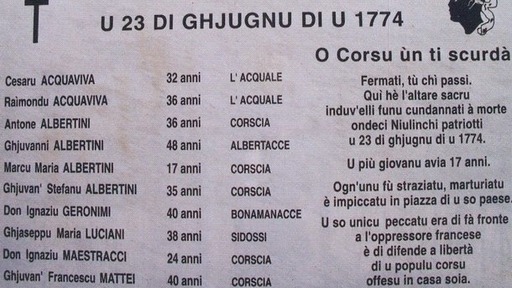 U 23 DI GHJUGNU DI U 1774
O Corsu ùn ti scurdà
Cesaru ACQUAVIVA 32 anni L'ACQUALE
Raìmondu ACQUAVIVA 36 anni L'ACQUALE
Antone ALBERTINI 36 anni CORSCIA
Ghjuvanni ALBERTINI 48 anni ALBERTACCE
Marcu Maria ALBERTINI 17 anni CORSCIA
Ghjuvan' Stefanu ALBERTINI 35 anni CORSCIA
Don Ignaziu GERONIMI 40 anni BONAMANACCE
Ghjaseppu Maria LUCIANI 38 anni SIDOSSI
Don Ignaziu MAESTRACCI 24 anni CORSCIA
Ghjuvan' Francescu MATTEI 40 anni CORSCIA
Fermati, tù chì passi.
Qui hè l'altare sacru
induv'elli funu cundannati à morte
ondeci Niulinchi patriotti
u 23 di ghjugnu di u 1774.
U più giovanu avia 17 anni.
Ogn'unu fù straziatu, marturiatu
è impiccatu in piazza di u so paese.
U so unicu peccatu era di fà fronte
a l'oppressore francese
è di difende a libertà
di u populu corsu
offesu in casa soia.